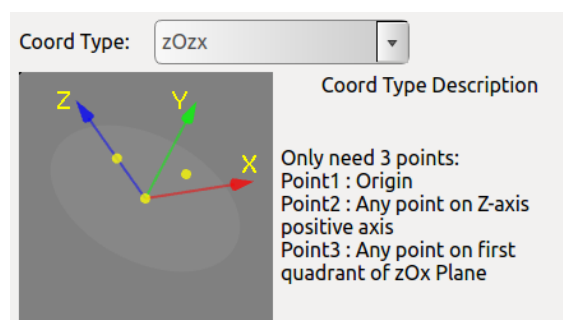 Coord Type:
zOzx
Coord Type Description
Z
Y
X
Only need 3 points:
Point1 : Origin
Point2 : Any point on Z-axis
positive axis
Point3 : Any point on first
quadrant of zOx Plane